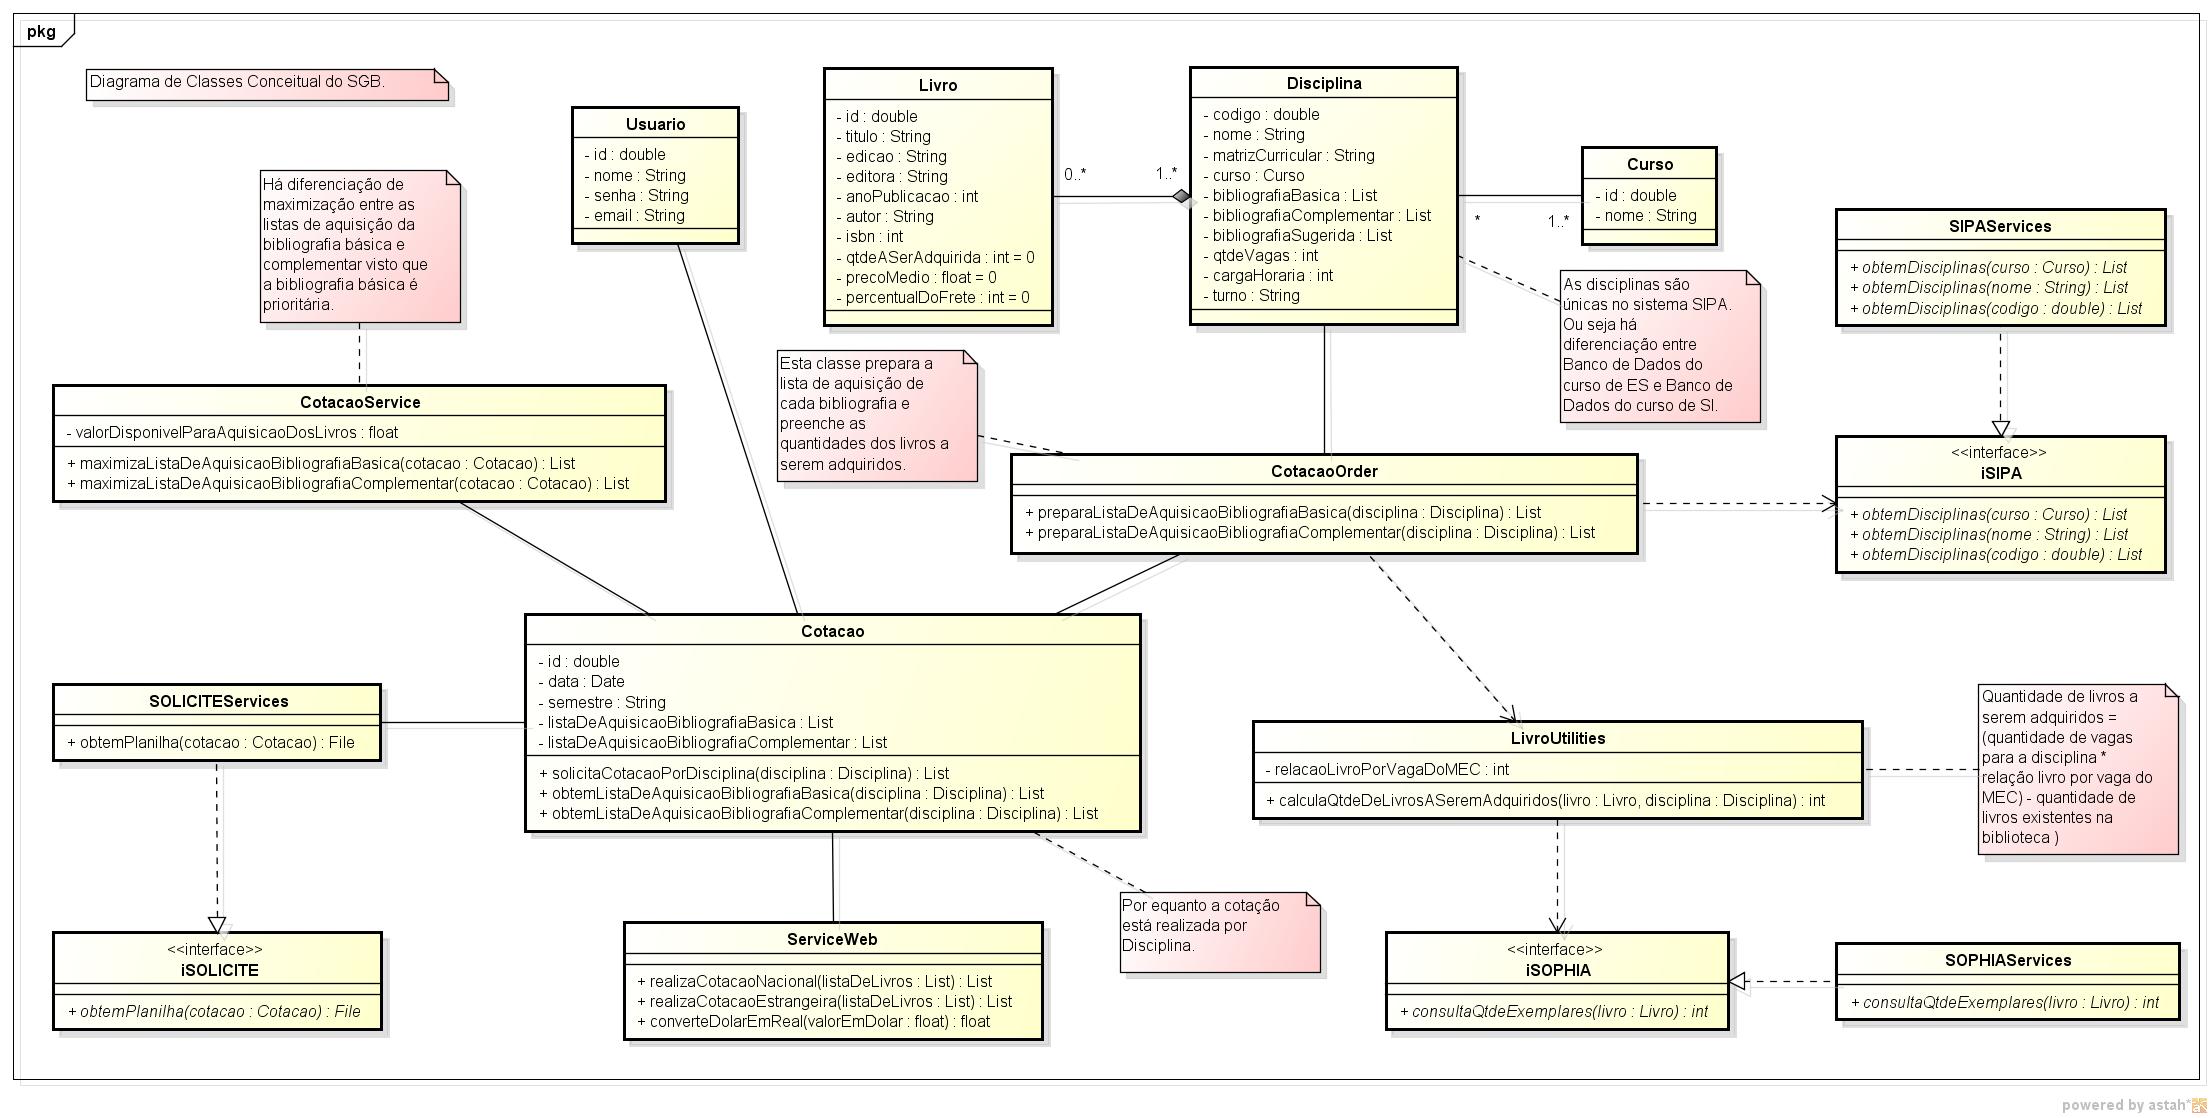 pkg
Diagrama de Classes Conceitual do SGB.
Há diferenciação de
maximização entre as
listas de aquisição da
bibliografia básica e
complementar visto que
a bibliografia básica é
prioritária.
Usuario
- id : double
- nome : String
- senha : String
- email : String
Livro
- id : double
- titulo : String
- edicao : String
- editora : String
- anoPublicacao : int
- autor : String
- isbn : int
- qtdeASerAdquirida : int = 0
- precoMedio : float = 0
- percentualDoFrete : int = 0
0..*
1..*
Disciplina
- codigo : double
- nome : String
- matrizCurricular : String
- curso : Curso
- bibliografiaBasica : List
- bibliografiaComplementar : List
- bibliografiaSugerida : List
- qtdeVagas : int
- cargaHoraria : int
- turno : String
*
1..*
Curso
- id : double
- nome : String
As disciplinas são
únicas no sistema SIPA.
Ou seja há
diferenciação entre
Banco de Dados do
curso de ES e Banco de
Dados do curso de SI.
SIPAServices
+ obtemDisciplinas(curso : Curso) : List
+ obtemDisciplinas(nome : String) : List
+ obtemDisciplinas(codigo : double) : List
CotacaoService
- valorDisponivelParaAquisicaoDosLivros : float
+ maximizaListaDeAquisicaoBibliografiaBasica(cotacao : Cotacao) : List
+ maximizaListaDeAquisicaoBibliografiaComplementar(cotacao : Cotacao) : List
Esta classe prepara a
lista de aquisição de
cada bibliografia e
preenche as
quantidades dos livros a
serem adquiridos.
CotacaoOrder
+ preparaListaDeAquisicaoBibliografiaBasica(disciplina : Disciplina) : List
+ preparaListaDeAquisicaoBibliografiaComplementar(disciplina : Disciplina) : List
<<interface>>
iSIPA
+ obtemDisciplinas(curso : Curso) : List
+ obtemDisciplinas(nome : String) : List
+ obtemDisciplinas(codigo : double) : List
Cotacao
- id : double
- data : Date
- semestre : String
- listaDeAquisicaoBibliografiaBasica : List
- listaDeAquisicaoBibliografiaComplementar : List
+ solicitaCotacaoPorDisciplina(disciplina : Disciplina) : List
+ obtemListaDeAquisicaoBibliografiaBasica(disciplina : Disciplina) : List
+ obtemListaDeAquisicaoBibliografiaComplementar(disciplina : Disciplina) : List
SOLICITEServices
+ obtemPlanilha(cotacao : Cotacao) : File
LivroUtilities
- relacaoLivroPorVagaDoMEC : int
+ calculaQtdeDeLivrosASeremAdquiridos(livro : Livro, disciplina : Disciplina) : int
Quantidade de livros a
serem adquiridos =
(quantidade de vagas
para a disciplina *
relação livro por vaga do
MEC) - quantidade de
livros existentes na
biblioteca )
Por equanto a cotação
está realizada por
Disciplina.
<<interface>>
iSOLICITE
+ obtemPlanilha(cotacao : Cotacao) : File
ServiceWeb
+ realizaCotacaoNacional(listaDeLivros : List) : List
+ realizaCotacaoEstrangeira(listaDeLivros : List) : List
+ converteDolarEmReal(valorEmDolar : float) : float
<<interface>>
iSOPHIA
+ consultaQtdeExemplares(livro : Livro) : int
SOPHIAServices
+ consultaQtdeExemplares(livro : Livro) : int
powered by astah*